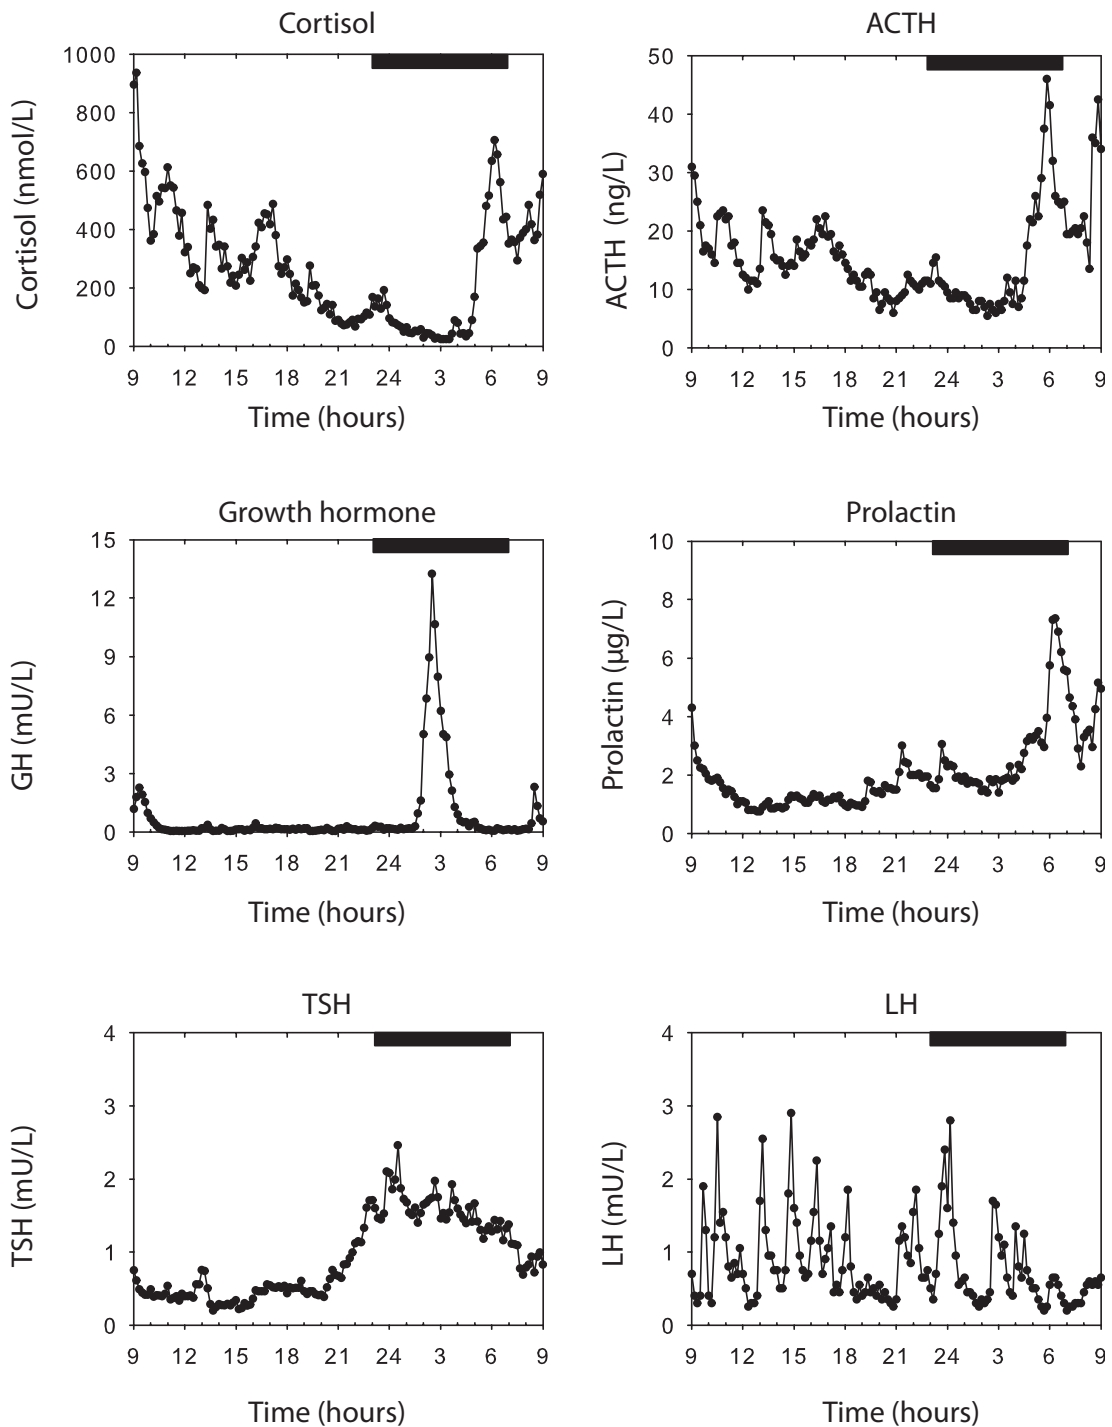 Cortisol
1000
800
600
400
200
0
Cortisol (nmol/L)
9 12 15 18 21 24 3 6 9
Time (hours)
ACTH
50
40
30
20
10
0
ACTH (ng/L)
9 12 15 18 21 24 3 6 9
Time (hours)
Growth hormone
15
12
9
6
3
0
GH (mU/L)
9 12 15 18 21 24 3 6 9
Time (hours)
Prolactin
10
8
6
4
2
0
Prolactin (µg/L)
9 12 15 18 21 24 3 6 9
Time (hours)
TSH
4
3
2
1
0
TSH (mU/L)
9 12 15 18 21 24 3 6 9
Time (hours)
LH
4
3
2
1
0
LH (mU/L)
9 12 15 18 21 24 3 6 9
Time (hours)